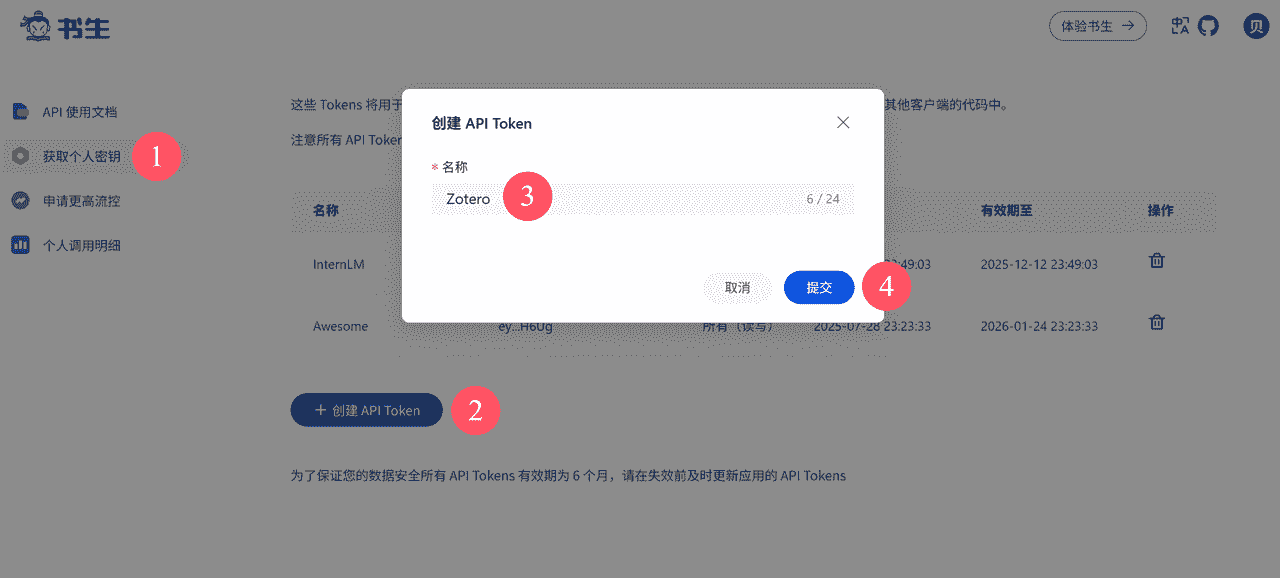 书生
体验书生 →
贝
API 使用文档
获取个人密钥 1
申请更高流控
个人调用明细
这些 Tokens 将用于
其他客户端的代码中。
注意所有 API Token
创建 API Token
* 名称
Zotero 3 6 / 24
取消 提交 4
名称 有效期至 操作
InternLM :49:03 2025-12-12 23:49:03
Awesome ey...H6Ug 所有（读写） 2025-07-28 23:23:33 2026-01-24 23:23:33
+ 创建 API Token 2
为了保证您的数据安全所有 API Tokens 有效期为 6 个月，请在失效前及时更新应用的 API Tokens